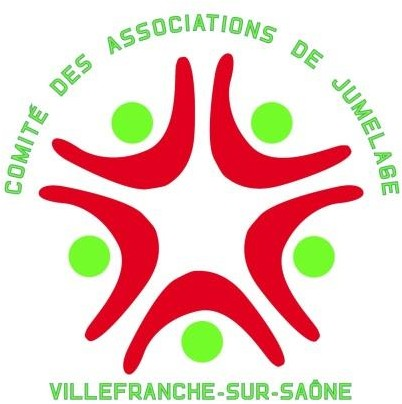 COMITÉ DES ASSOCIATIONS DE JUMELAGE
VILLEFRANCHE-SUR-SAÔNE